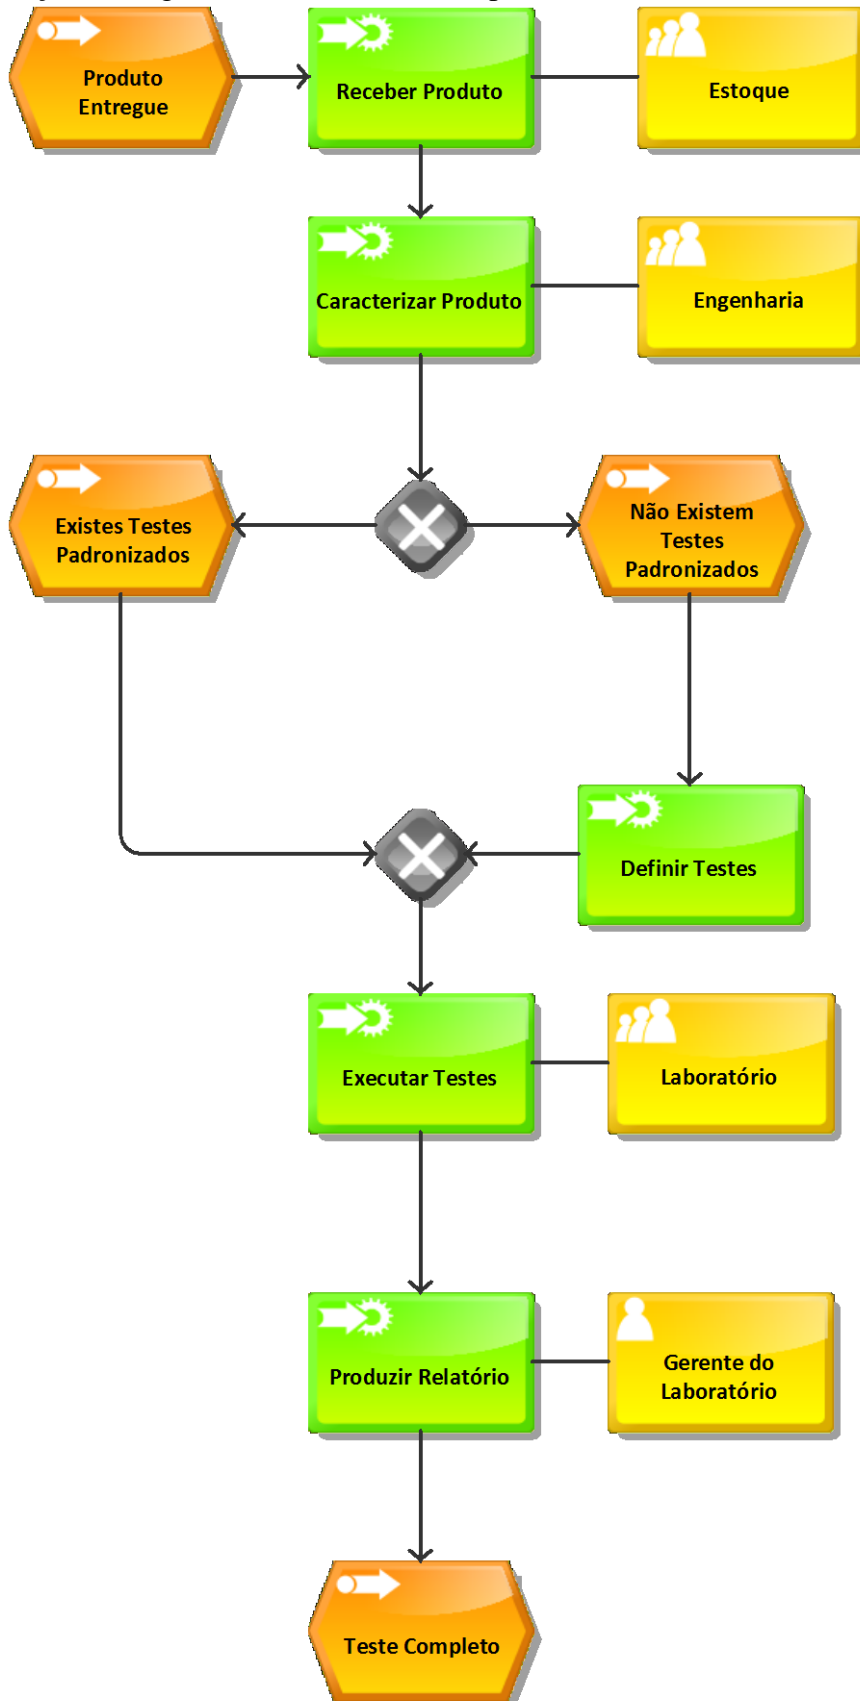 Produto
Entregue
Receber Produto
Estoque
Caracterizar Produto
Engenharia
Existes Testes
Padronizados
Não Existem
Testes
Padronizados
Definir Testes
Executar Testes
Laboratório
Produzir Relatório
Gerente do
Laboratório
Teste Completo